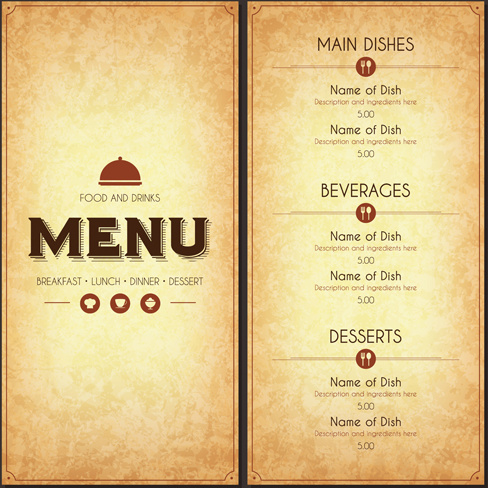 FOOD AND DRINKS
MENU
BREAKFAST • LUNCH • DINNER • DESSERT
MAIN DISHES
Name of Dish
Description and ingredients here
5.00
Name of Dish
Description and ingredients here
5.00
BEVERAGES
Name of Dish
Description and ingredients here
5.00
Name of Dish
Description and ingredients here
5.00
DESSERTS
Name of Dish
Description and ingredients here
5.00
Name of Dish
Description and ingredients here
5.00